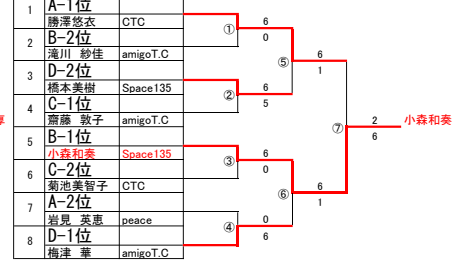 1 A-1位
勝澤悠衣 CTC
① 6
0
2 B-2位
滝川 紗佳 amigoT.C
⑤ 6
1
3 D-2位
橋本美樹 Space135
② 6
5
4 C-1位
齋藤 敦子 amigoT.C
⑦ 2 小森和奏
6
5 B-1位
小森和奏 Space135
③ 6
0
6 C-2位
菊池美智子 CTC
⑥ 6
1
7 A-2位
岩見 英恵 peace
④ 0
6
8 D-1位
梅津 華 amigoT.C